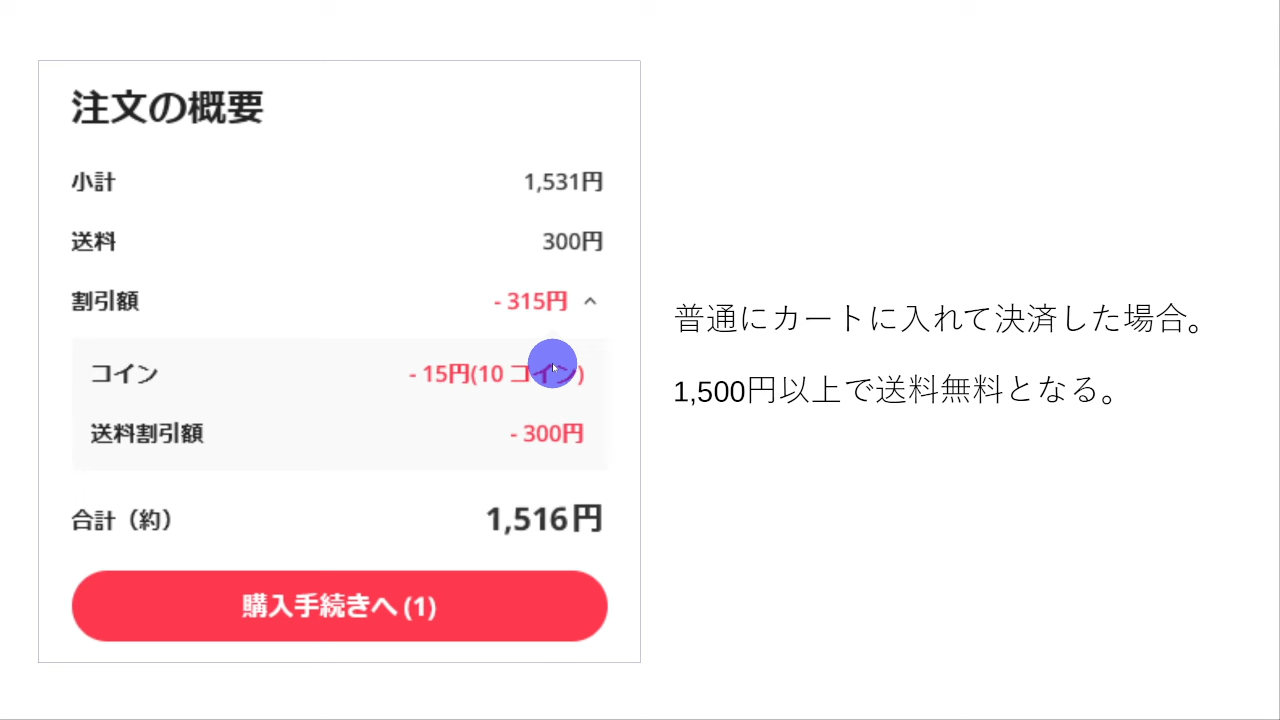 注文の概要
小計 1,531円
送料 300円
割引額 - 315円
コイン - 15円(10 コイン)
送料割引額 - 300円
合計（約） 1,516円
購入手続きへ (1)
普通にカートに入れて決済した場合。
1,500円以上で送料無料となる。